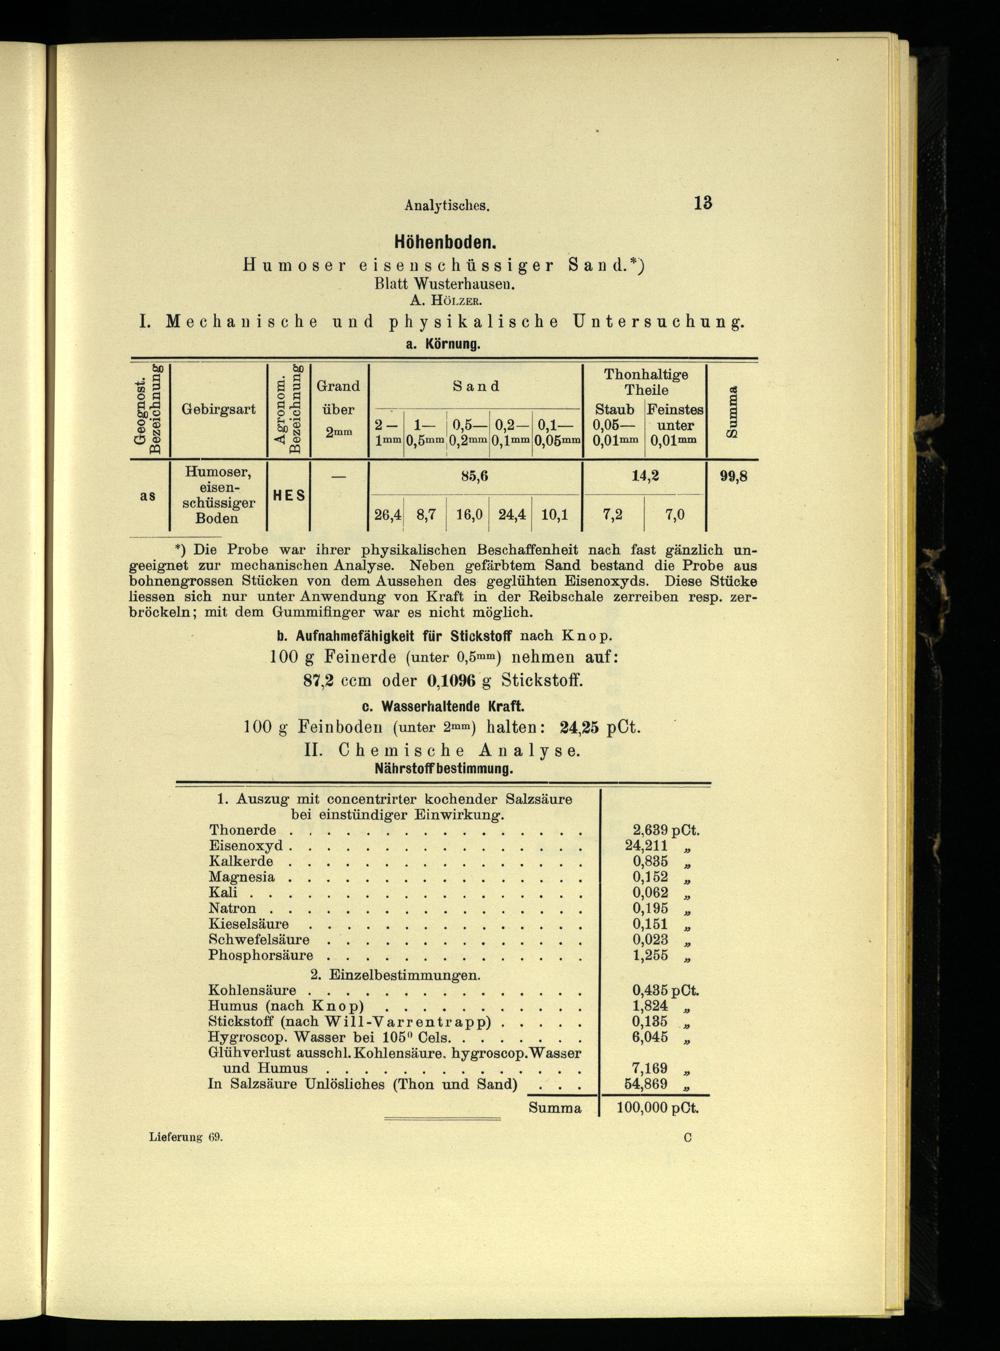 Analytisches. 13
Höhenboden.
Humoser eisenschüssiger Sand.*)
Blatt Wusterhausen.
A. HÖLZER.
I. Mechanische und physikalische Untersuchung.
a. Körnung.
Geognost. Bezeichnung
Gebirgsart
Agronom. Bezeichnung
Grand über 2mm
Sand
2– 1mm
1— 0,5mm
0,5— 0,2mm
0,2— 0,1mm
0,1— 0,05mm
Thonhaltige Theile
Staub 0,05— 0,01mm
Feinstes unter 0,01mm
Summa
as
Humoser,
eisen-
schüssiger
Boden
HES
—
85,6
14,2
99,8
26,4 8,7 16,0 24,4 10,1 7,2 7,0
*) Die Probe war ihrer physikalischen Beschaffenheit nach fast gänzlich un-
geeignet zur mechanischen Analyse. Neben gefärbtem Sand bestand die Probe aus
bohnengrossen Stücken von dem Aussehen des geglühten Eisenoxyds. Diese Stücke
liessen sich nur unter Anwendung von Kraft in der Reibschale zerreiben resp. zer-
bröckeln; mit dem Gummifinger war es nicht möglich.
b. Aufnahmefähigkeit für Stickstoff nach Knop.
100 g Feinerde (unter 0,5mm) nehmen auf:
87,2 ccm oder 0,1096 g Stickstoff.
c. Wasserhaltende Kraft.
100 g Feinboden (unter 2mm) halten: 24,25 pCt.
II. Chemische Analyse.
Nährstoffbestimmung.
1. Auszug mit concentrirter kochender Salzsäure
bei einstündiger Einwirkung.
Thonerde . . . . . . . . . . . . . . . . 2,639 pCt.
Eisenoxyd . . . . . . . . . . . . . . . . 24,211 „
Kalkerde . . . . . . . . . . . . . . . . 0,835 „
Magnesia . . . . . . . . . . . . . . . . 0,152 „
Kali . . . . . . . . . . . . . . . . . . 0,062 „
Natron . . . . . . . . . . . . . . . . . 0,195 „
Kieselsäure . . . . . . . . . . . . . . . 0,151 „
Schwefelsäure . . . . . . . . . . . . . . 0,023 „
Phosphorsäure . . . . . . . . . . . . . . 1,255 „
2. Einzelbestimmungen.
Kohlensäure . . . . . . . . . . . . . . . 0,435 pCt.
Humus (nach Knop) . . . . . . . . . . . 1,824 „
Stickstoff (nach Will-Varrentrapp) . . . . . 0,135 „
Hygroscop. Wasser bei 105⁰ Cels. . . . . . . . 6,045 „
Glühverlust ausschl. Kohlensäure, hygroscop. Wasser
und Humus . . . . . . . . . . . . . . 7,169 „
In Salzsäure Unlösliches (Thon und Sand) . . . 54,869 „
Summa 100,000 pCt.
Lieferung 69. C